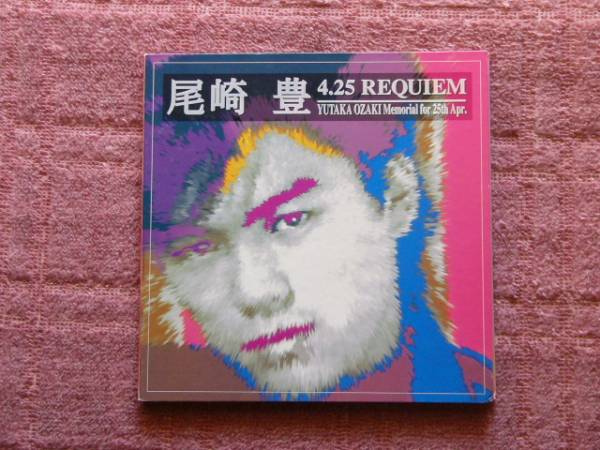 尾崎 豊
4.25 REQUIEM
YUTAKA OZAKI Memorial for 25th Apr.